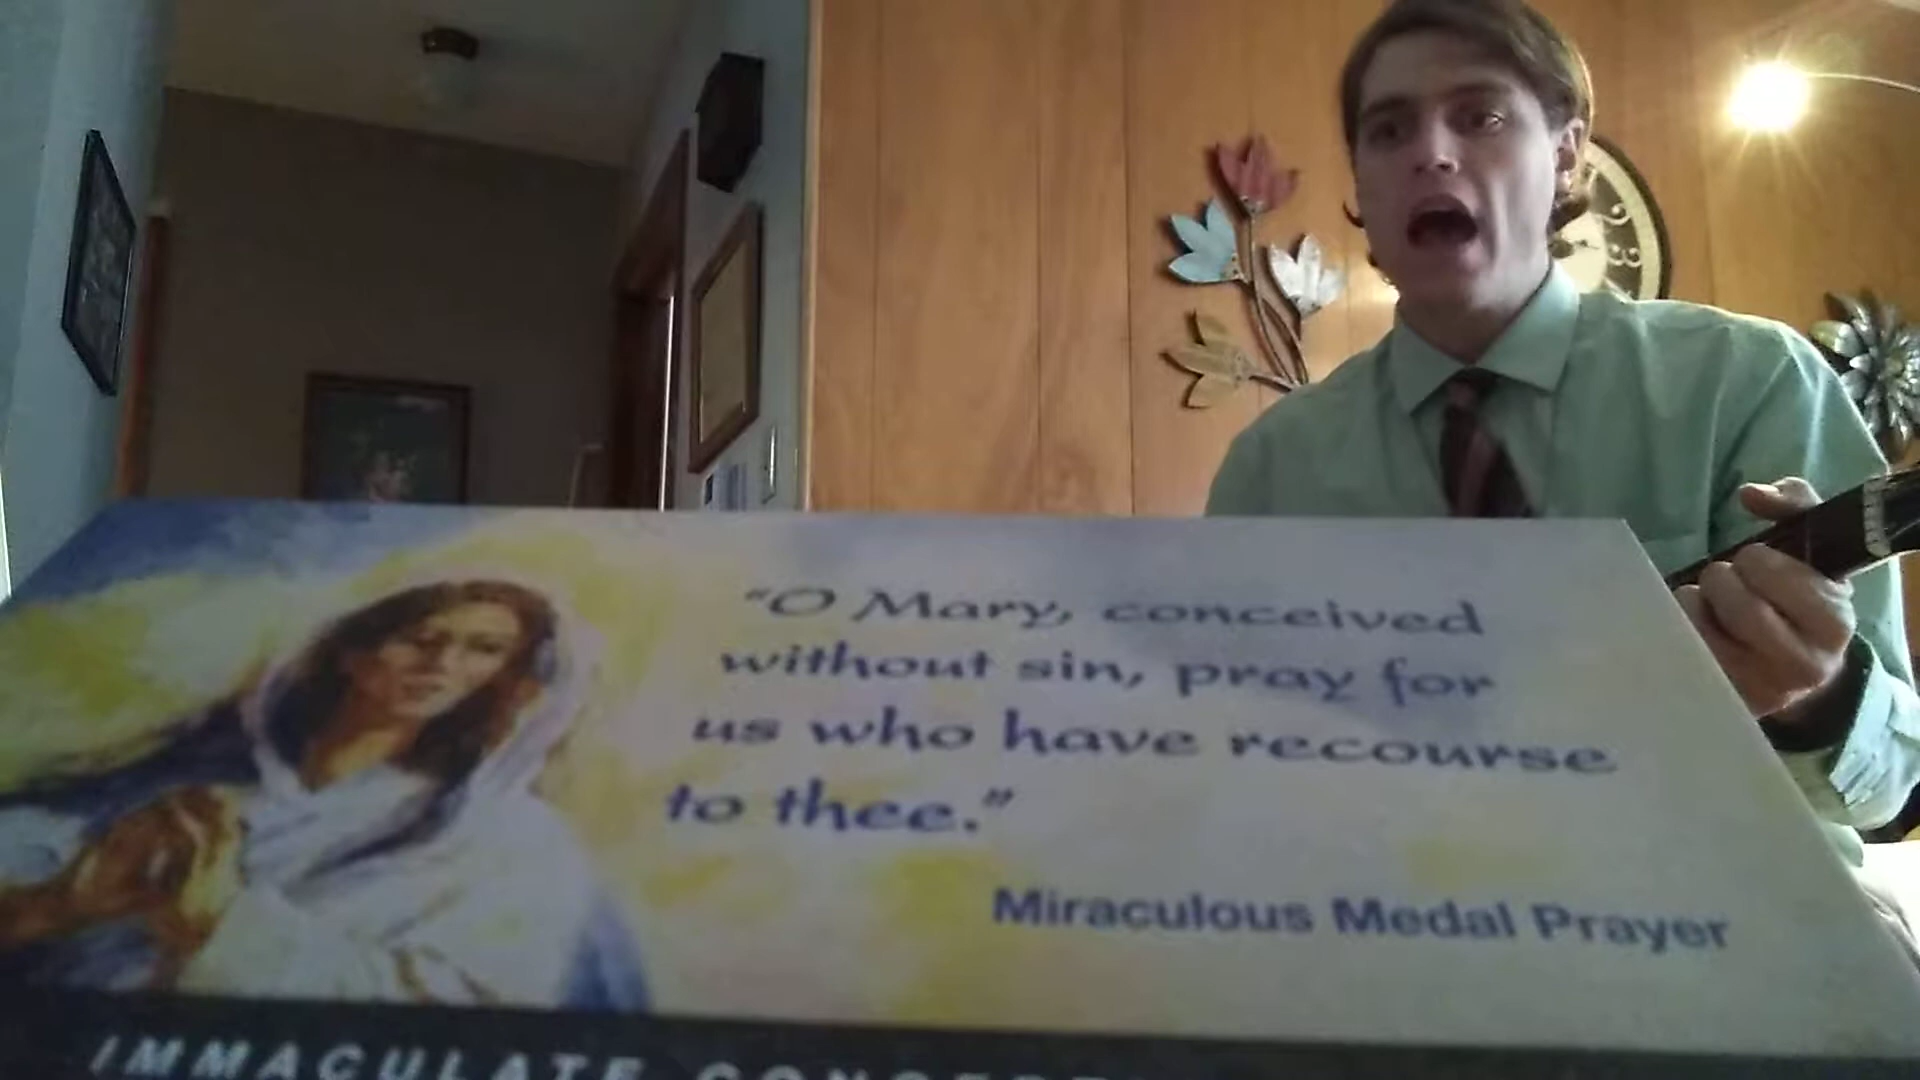 "O Mary, conceived
without sin, pray for
us who have recourse
to thee."
Miraculous Medal Prayer
IMMACULATE